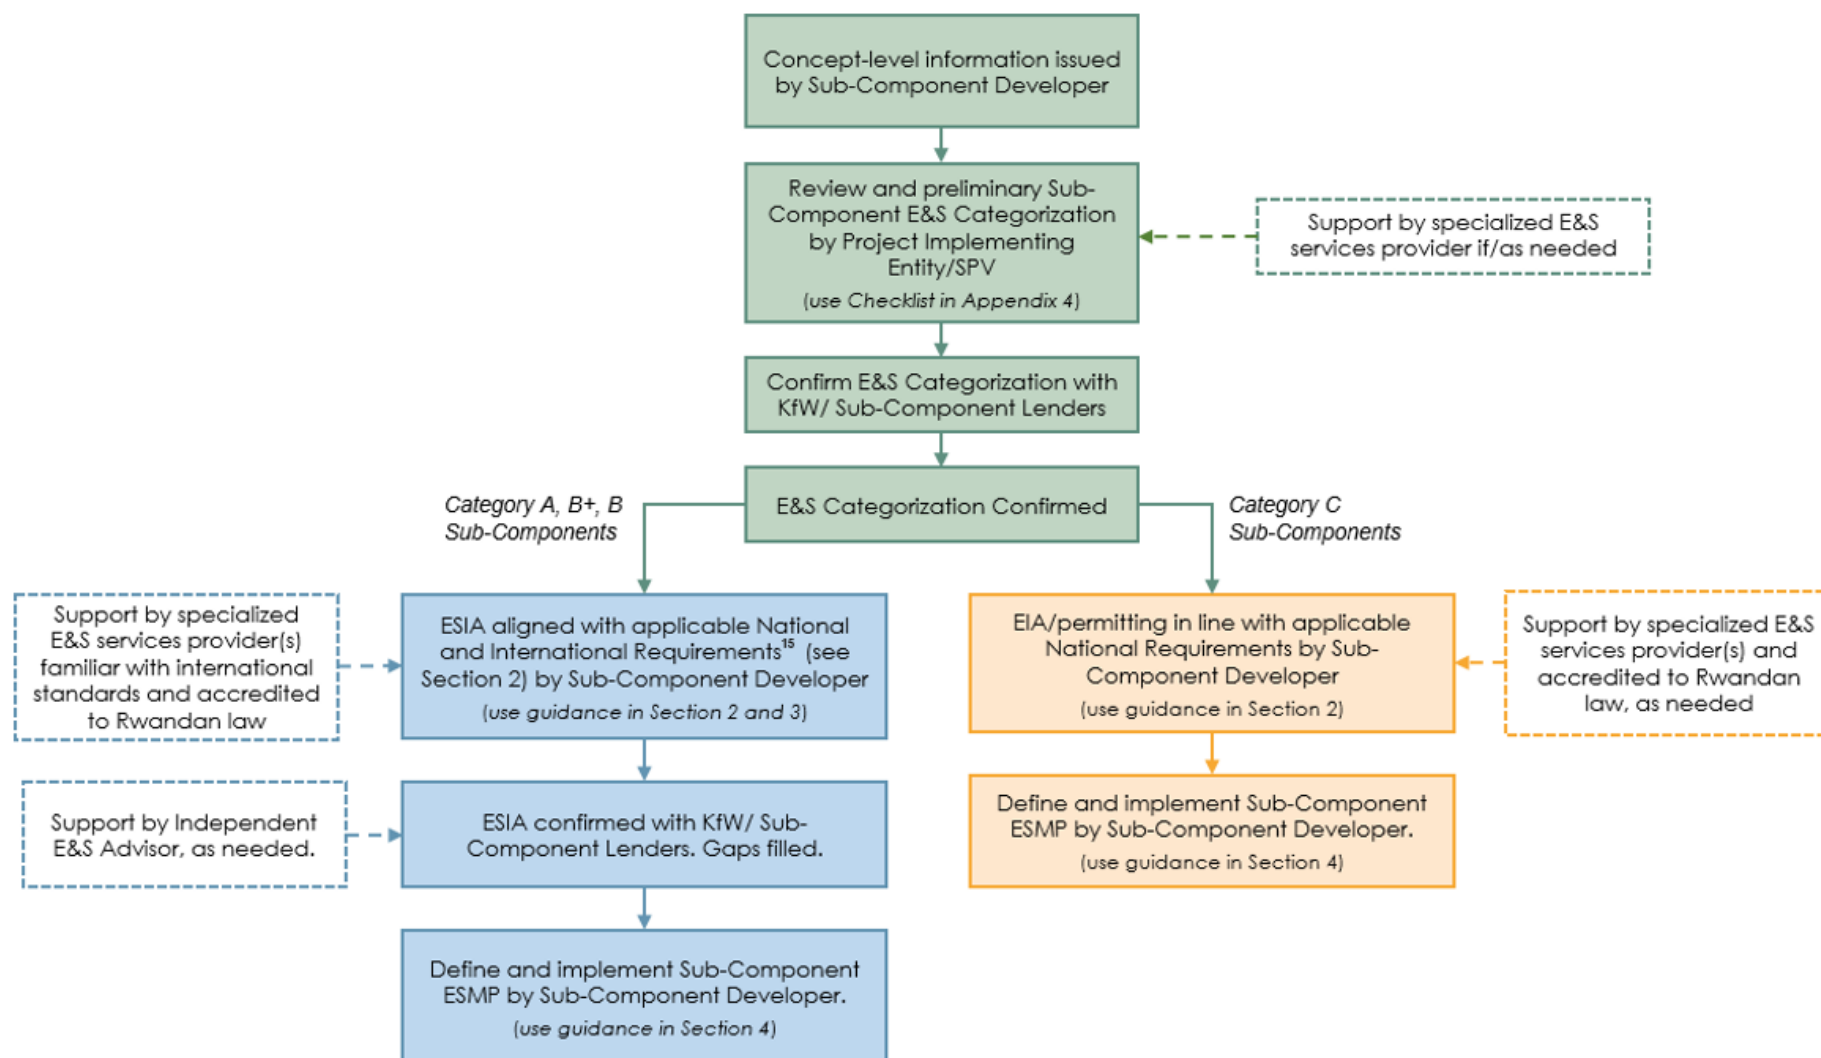 Concept-level information issued
by Sub-Component Developer
Review and preliminary Sub-
Component E&S Categorization
by Project Implementing
Entity/SPV
(use Checklist in Appendix 4)
Support by specialized E&S
services provider if/as needed
Confirm E&S Categorization with
KfW/ Sub-Component Lenders
E&S Categorization Confirmed
Category A, B+, B
Sub-Components
Category C
Sub-Components
Support by specialized
E&S services provider(s)
familiar with international
standards and accredited
to Rwandan law
ESIA aligned with applicable National
and International Requirements¹⁵ (see
Section 2) by Sub-Component Developer
(use guidance in Section 2 and 3)
EIA/permitting in line with applicable
National Requirements by Sub-
Component Developer
(use guidance in Section 2)
Support by specialized E&S
services provider(s) and
accredited to Rwandan
law, as needed
Support by Independent
E&S Advisor, as needed.
ESIA confirmed with KfW/ Sub-
Component Lenders. Gaps filled.
Define and implement Sub-Component
ESMP by Sub-Component Developer.
(use guidance in Section 4)
Define and implement Sub-Component
ESMP by Sub-Component Developer.
(use guidance in Section 4)